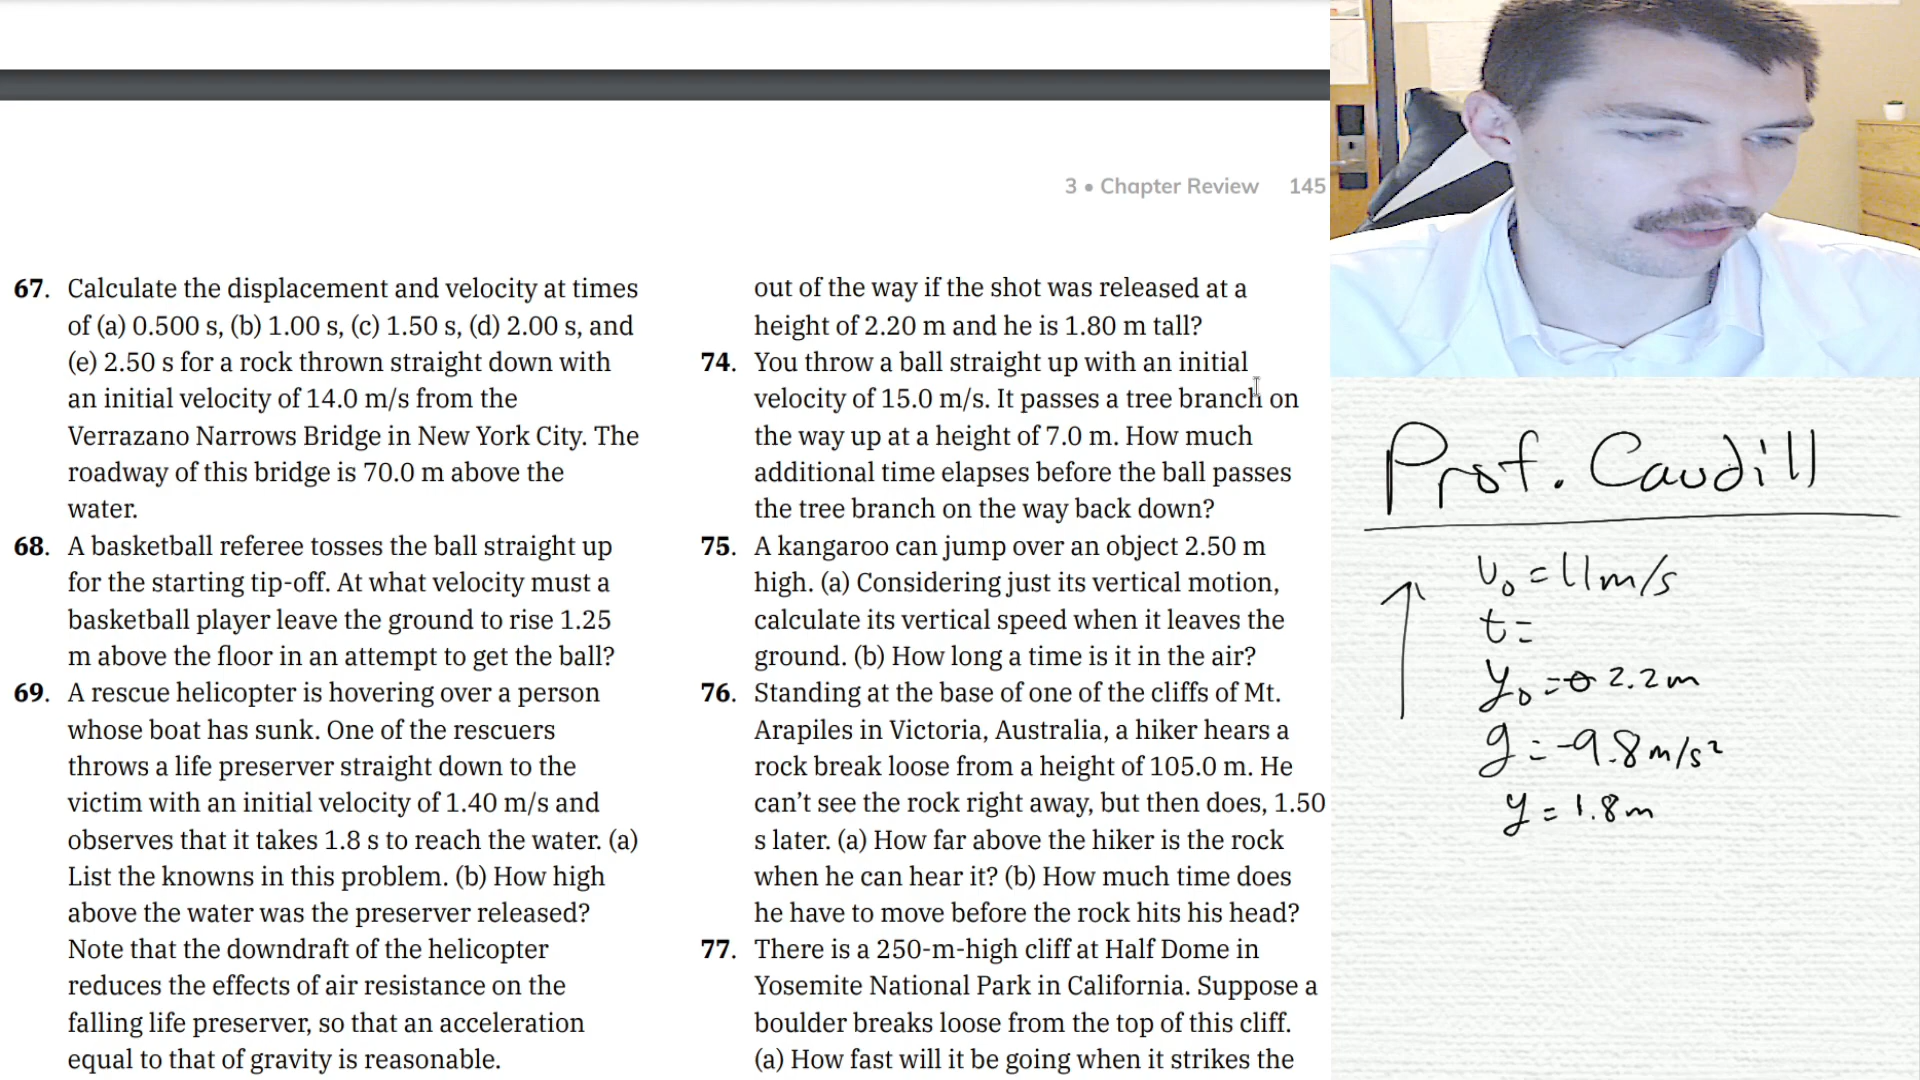 3 • Chapter Review 145
67. Calculate the displacement and velocity at times
of (a) 0.500 s, (b) 1.00 s, (c) 1.50 s, (d) 2.00 s, and
(e) 2.50 s for a rock thrown straight down with
an initial velocity of 14.0 m/s from the
Verrazano Narrows Bridge in New York City. The
roadway of this bridge is 70.0 m above the
water.
68. A basketball referee tosses the ball straight up
for the starting tip-off. At what velocity must a
basketball player leave the ground to rise 1.25
m above the floor in an attempt to get the ball?
69. A rescue helicopter is hovering over a person
whose boat has sunk. One of the rescuers
throws a life preserver straight down to the
victim with an initial velocity of 1.40 m/s and
observes that it takes 1.8 s to reach the water. (a)
List the knowns in this problem. (b) How high
above the water was the preserver released?
Note that the downdraft of the helicopter
reduces the effects of air resistance on the
falling life preserver, so that an acceleration
equal to that of gravity is reasonable.
out of the way if the shot was released at a
height of 2.20 m and he is 1.80 m tall?
74. You throw a ball straight up with an initial
velocity of 15.0 m/s. It passes a tree branch on
the way up at a height of 7.0 m. How much
additional time elapses before the ball passes
the tree branch on the way back down?
75. A kangaroo can jump over an object 2.50 m
high. (a) Considering just its vertical motion,
calculate its vertical speed when it leaves the
ground. (b) How long a time is it in the air?
76. Standing at the base of one of the cliffs of Mt.
Arapiles in Victoria, Australia, a hiker hears a
rock break loose from a height of 105.0 m. He
can’t see the rock right away, but then does, 1.50
s later. (a) How far above the hiker is the rock
when he can hear it? (b) How much time does
he have to move before the rock hits his head?
77. There is a 250-m-high cliff at Half Dome in
Yosemite National Park in California. Suppose a
boulder breaks loose from the top of this cliff.
(a) How fast will it be going when it strikes the
Prof. Caudill
v₀ = 11 m/s
t =
y₀ = 2.2 m
g = -9.8 m/s²
y = 1.8 m